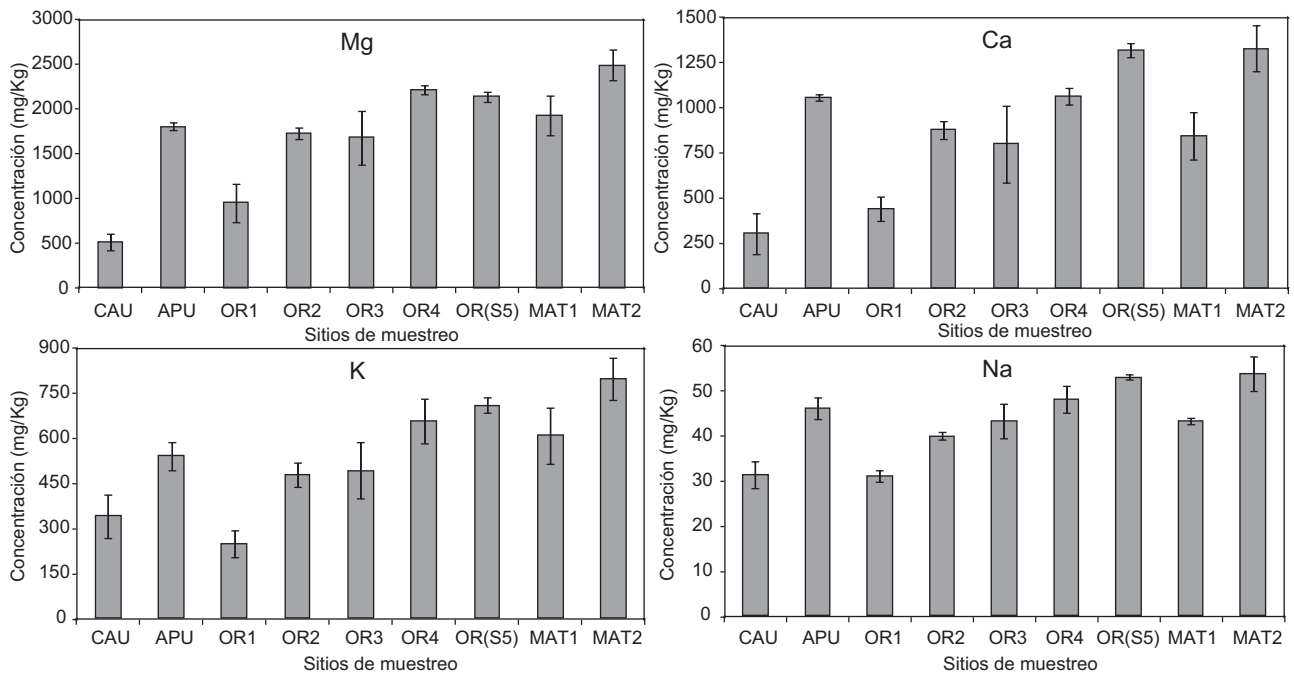 Mg
Concentración (mg/Kg)
3000
2500
2000
1500
1000
500
0
CAU APU OR1 OR2 OR3 OR4 OR(S5) MAT1 MAT2
Sitios de muestreo
Ca
Concentración (mg/Kg)
1500
1250
1000
750
500
250
0
CAU APU OR1 OR2 OR3 OR4 OR(S5) MAT1 MAT2
Sitios de muestreo
K
Concentración (mg/Kg)
900
750
600
450
300
150
0
CAU APU OR1 OR2 OR3 OR4 OR(S5) MAT1 MAT2
Sitios de muestreo
Na
Concentración (mg/Kg)
60
50
40
30
20
10
0
CAU APU OR1 OR2 OR3 OR4 OR(S5) MAT1 MAT2
Sitios de muestreo